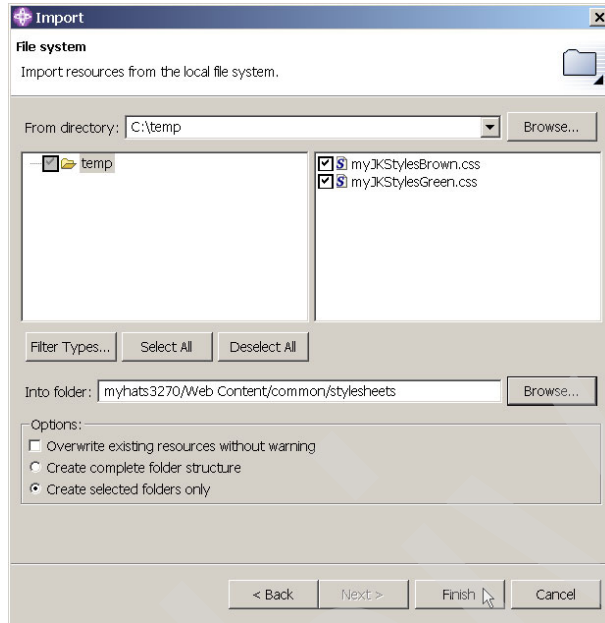 Import
File system
Import resources from the local file system.
From directory: C:\temp
Browse...
temp
myJKStylesBrown.css
myJKStylesGreen.css
Filter Types...
Select All
Deselect All
Into folder: myhats3270/Web Content/common/stylesheets
Browse...
Options:
Overwrite existing resources without warning
Create complete folder structure
Create selected folders only
< Back
Next >
Finish
Cancel